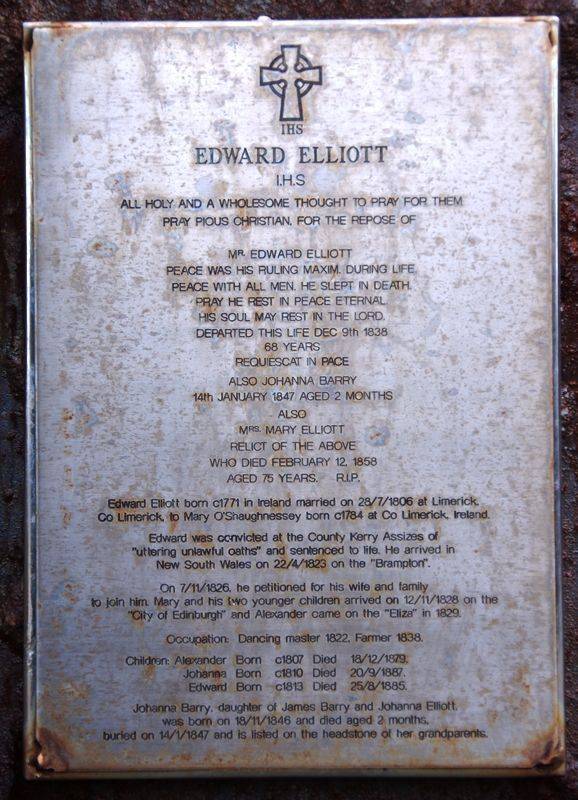 IHS
EDWARD ELLIOTT
I.H.S
ALL HOLY AND A WHOLESOME THOUGHT TO PRAY FOR THEM
PRAY PIOUS CHRISTIAN. FOR THE REPOSE OF
MR. EDWARD ELLIOTT
PEACE WAS HIS RULING MAXIM. DURING LIFE.
PEACE WITH ALL MEN. HE SLEPT IN DEATH.
PRAY HE REST IN PEACE ETERNAL.
HIS SOUL MAY REST IN THE LORD.
DEPARTED THIS LIFE DEC 9th 1838
68 YEARS
REQUIESCAT IN PACE
ALSO JOHANNA BARRY
14th JANUARY 1847 AGED 2 MONTHS
ALSO
MRS. MARY ELLIOTT
RELICT OF THE ABOVE
WHO DIED FEBRUARY 12, 1858
AGED 75 YEARS. R.I.P.
Edward Elliott born c1771 in Ireland married on 28/7/1806 at Limerick,
Co Limerick, to Mary O'Shaughnessey born c1784 at Co Limerick, Ireland.
Edward was convicted at the County Kerry Assizes of
"uttering unlawful oaths" and sentenced to life. He arrived in
New South Wales on 22/4/1823 on the "Brampton".
On 7/11/1826, he petitioned for his wife and family
to join him. Mary and his two younger children arrived on 12/11/1828 on the
"City of Edinburgh" and Alexander came on the "Eliza" in 1829.
Occupation: Dancing master 1822, Farmer 1838.
Children: Alexander Born c1807 Died 18/12/1879.
Johanna Born c1810 Died 20/9/1887.
Edward Born c1813 Died 25/8/1885.
Johanna Barry, daughter of James Barry and Johanna Elliott,
was born on 18/11/1846 and died aged 2 months,
buried on 14/1/1847 and is listed on the headstone of her grandparents.